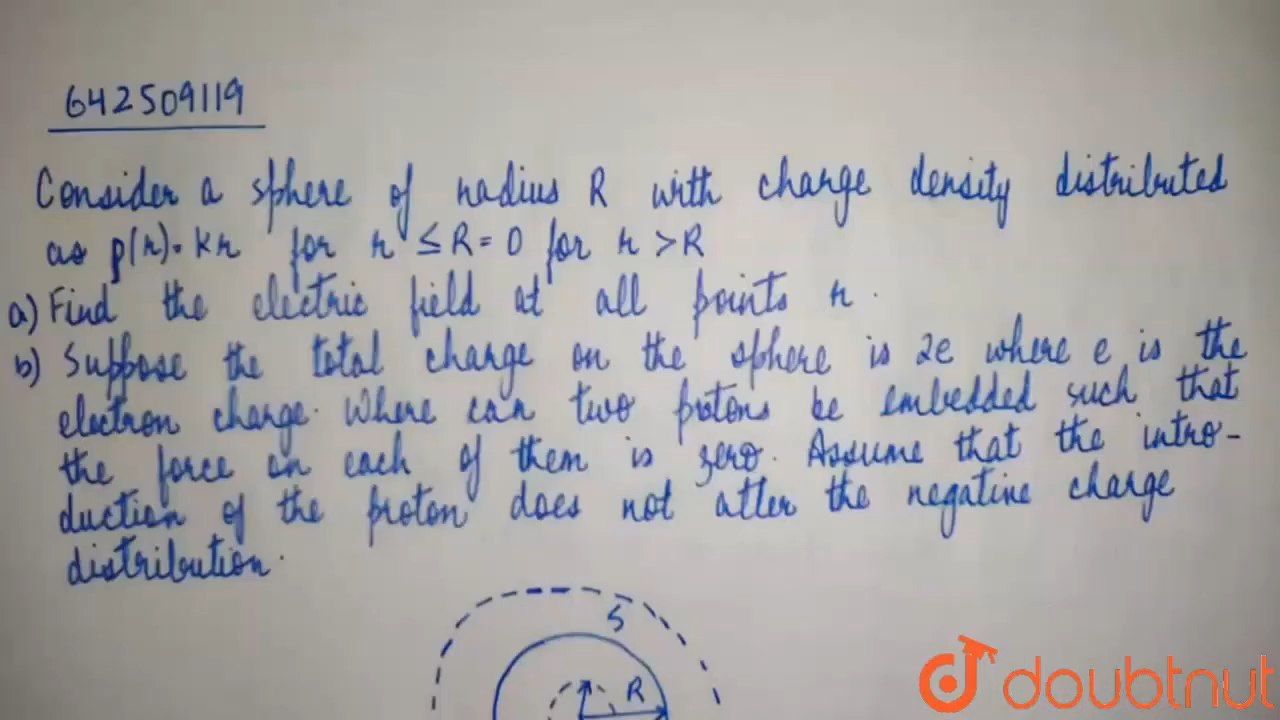 642509119
Consider a sphere of radius R with charge density distributed
as ρ(r) = kr for r ≤ R = 0 for r > R
a) Find the electric field at all points r.
b) Suppose the total charge on the sphere is 2e where e is the
electron charge. Where can two protons be embedded such that
the force on each of them is zero. Assume that the intro-
duction of the proton does not alter the negative charge
distribution.
S
R
doubtnut